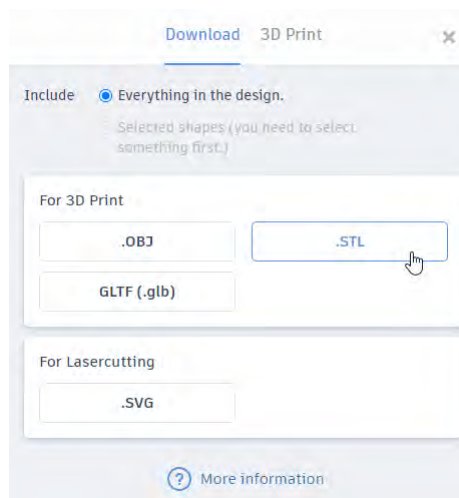 Download 3D Print ×
Include Everything in the design.
Selected shapes (you need to select
something first.)
For 3D Print
.OBJ .STL
GLTF (.glb)
For Lasercutting
.SVG
? More information